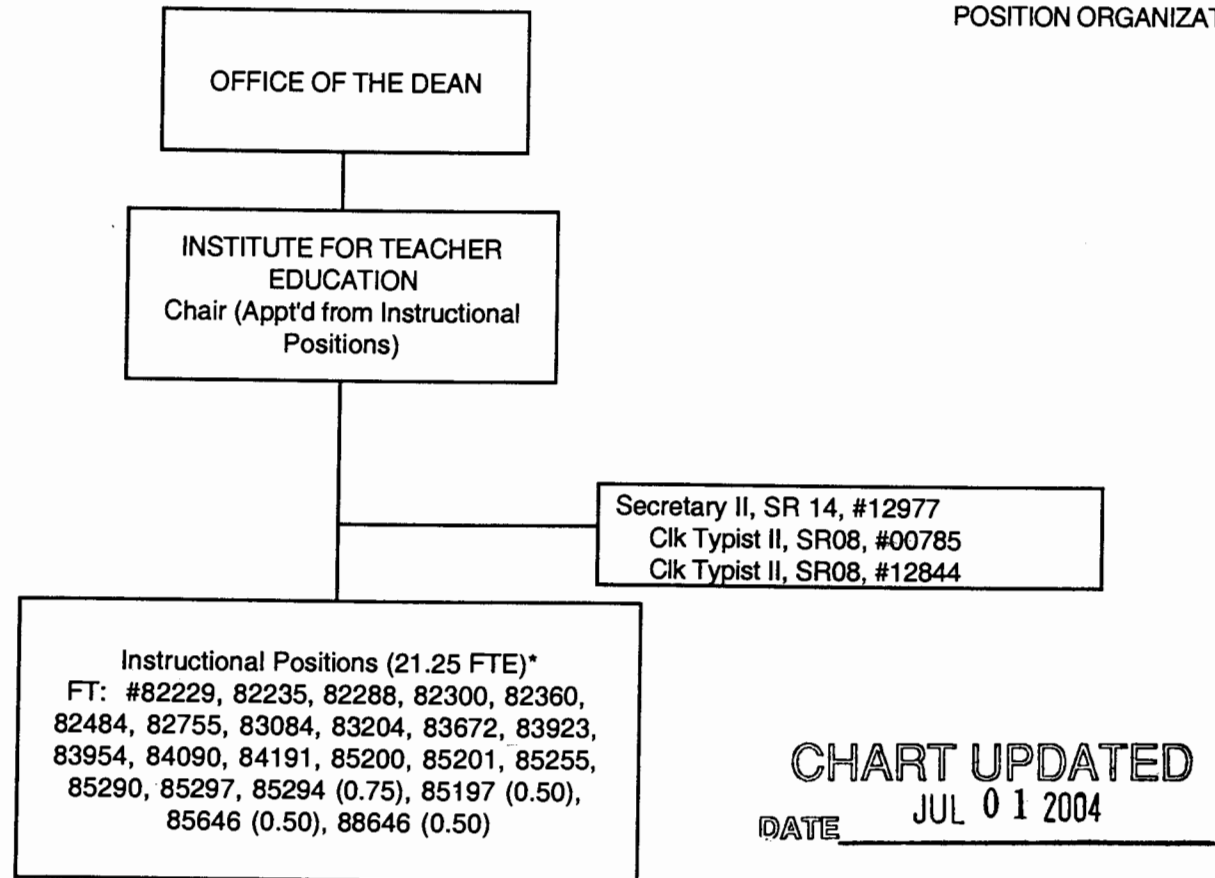 POSITION ORGANIZAT
OFFICE OF THE DEAN
INSTITUTE FOR TEACHER
EDUCATION
Chair (Appt'd from Instructional
Positions)
Secretary II, SR 14, #12977
Clk Typist II, SR08, #00785
Clk Typist II, SR08, #12844
Instructional Positions (21.25 FTE)*
FT: #82229, 82235, 82288, 82300, 82360,
82484, 82755, 83084, 83204, 83672, 83923,
83954, 84090, 84191, 85200, 85201, 85255,
85290, 85297, 85294 (0.75), 85197 (0.50),
85646 (0.50), 88646 (0.50)
CHART UPDATED
DATE JUL 01 2004